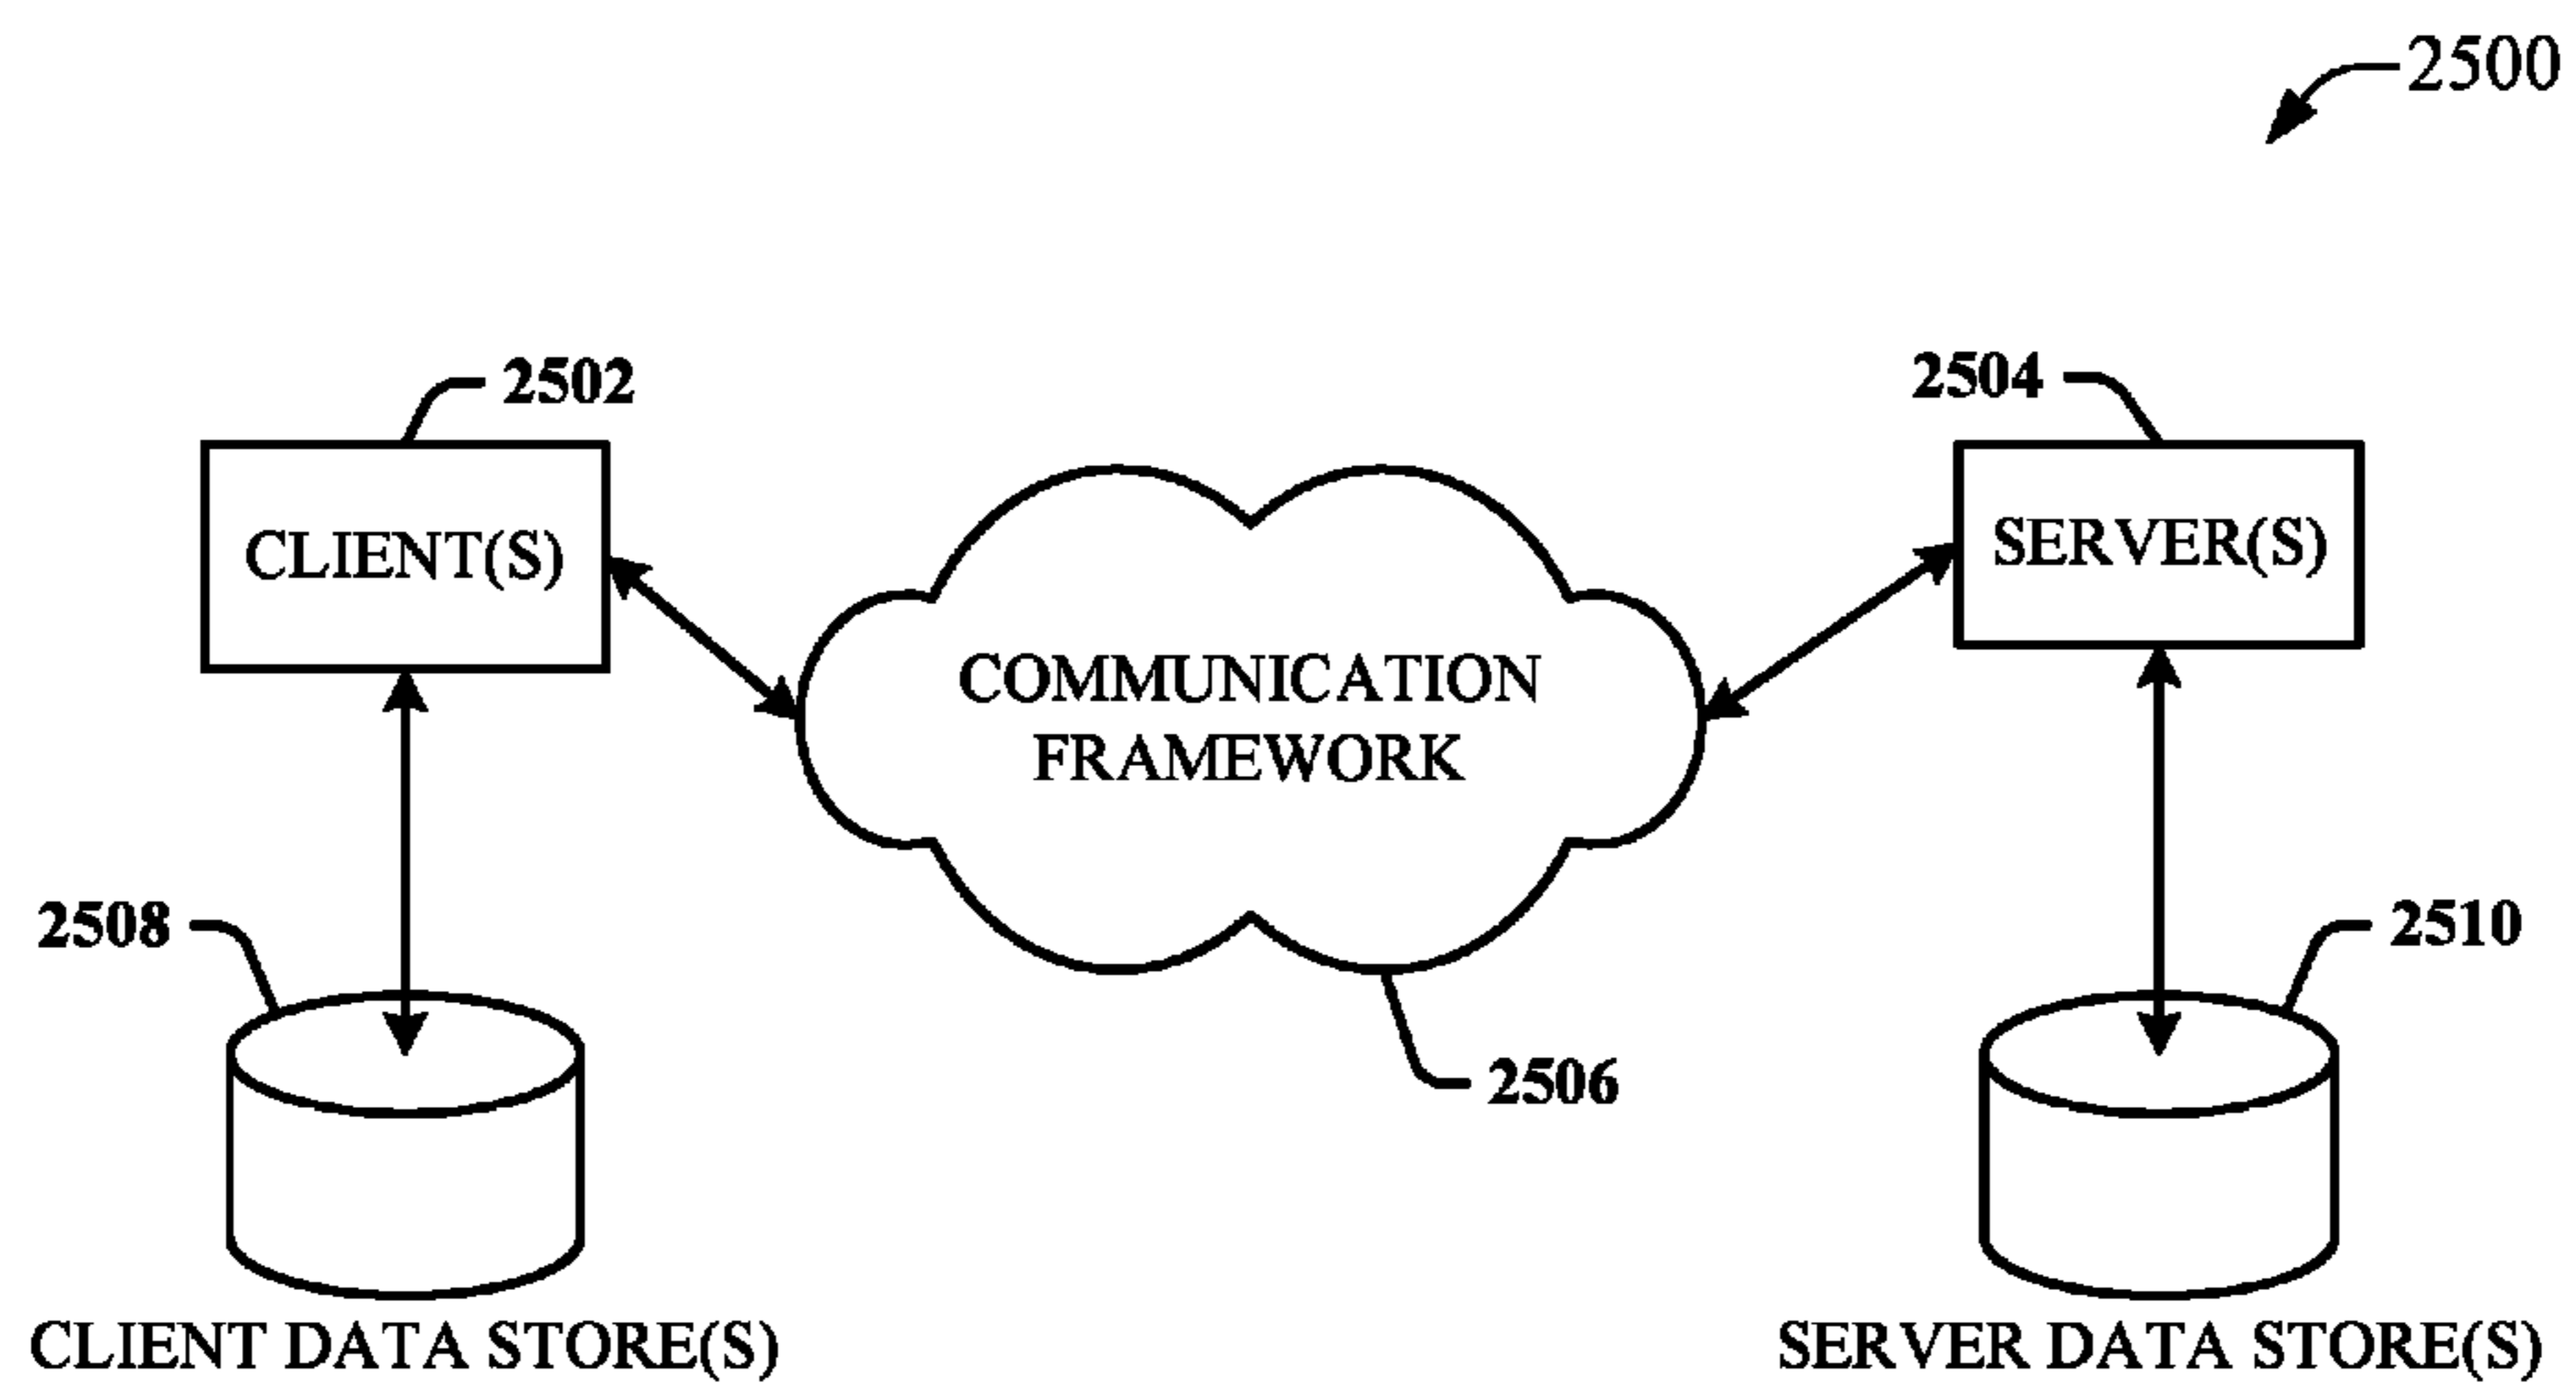 2500
2502
2504
CLIENT(S)
SERVER(S)
COMMUNICATION
FRAMEWORK
2508
2510
2506
CLIENT DATA STORE(S)
SERVER DATA STORE(S)